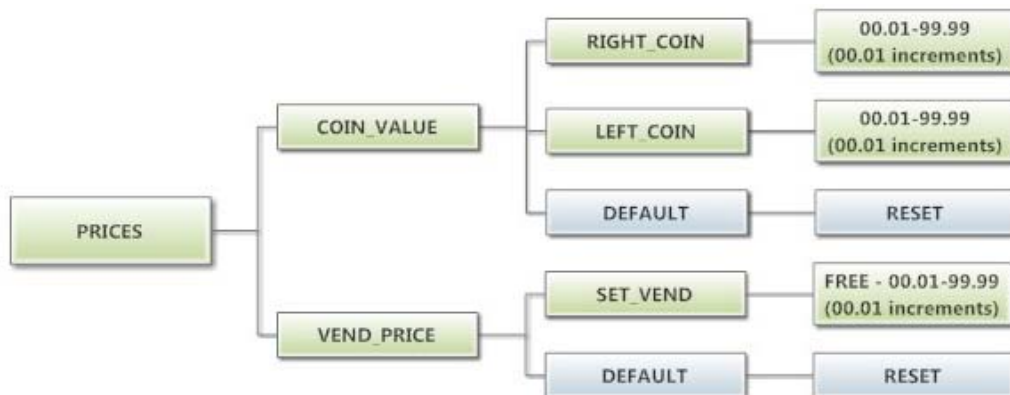 RIGHT_COIN
00.01-99.99
(00.01 increments)
COIN_VALUE
LEFT_COIN
00.01-99.99
(00.01 increments)
DEFAULT
RESET
PRICES
SET_VEND
FREE - 00.01-99.99
(00.01 increments)
VEND_PRICE
DEFAULT
RESET